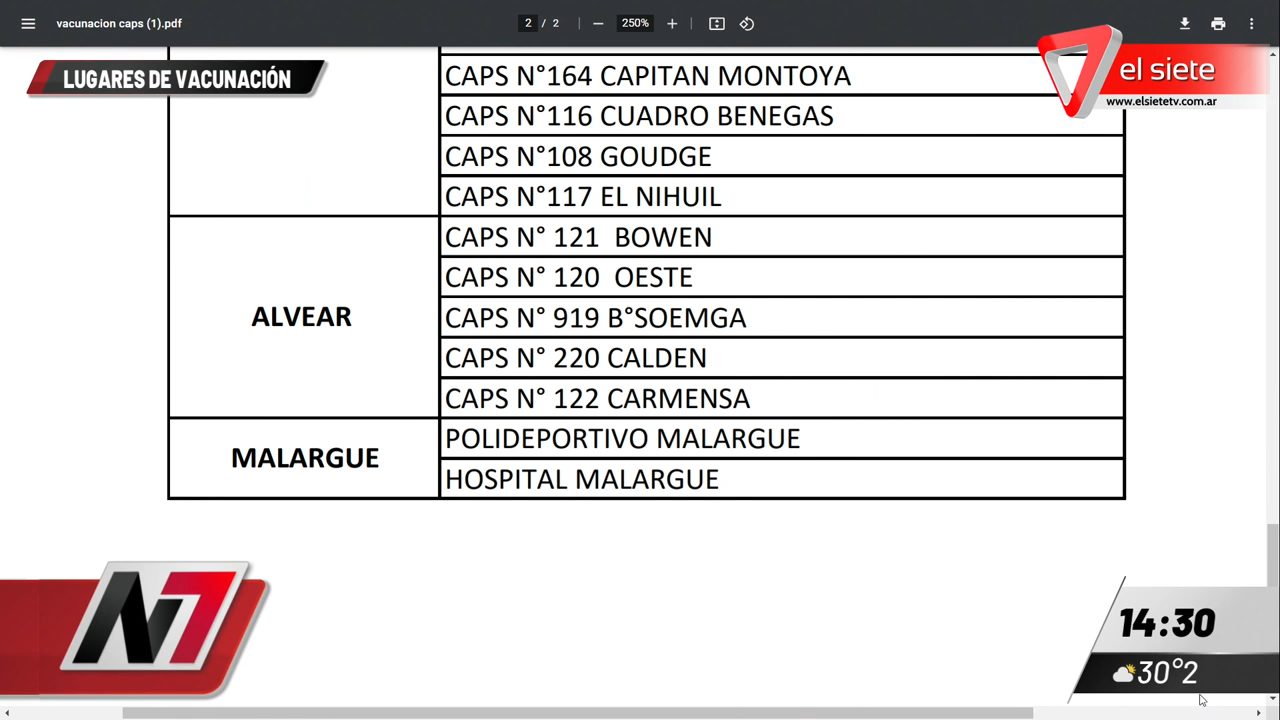 vacunacion caps (1).pdf
2 / 2
250%
LUGARES DE VACUNACIÓN
el siete
www.elsietetv.com.ar
CAPS N°164 CAPITAN MONTOYA
CAPS N°116 CUADRO BENEGAS
CAPS N°108 GOUDGE
CAPS N°117 EL NIHUIL
ALVEAR
CAPS N° 121 BOWEN
CAPS N° 120 OESTE
CAPS N° 919 B°SOEMGA
CAPS N° 220 CALDEN
CAPS N° 122 CARMENSA
MALARGUE
POLIDEPORTIVO MALARGUE
HOSPITAL MALARGUE
N7
14:30
30°2